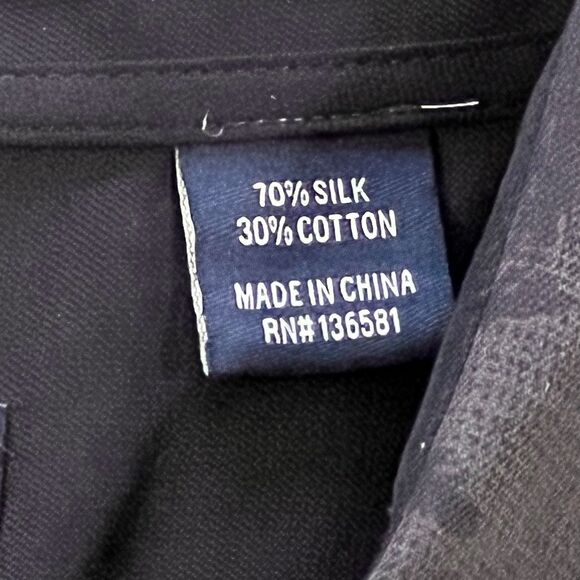 70% SILK
30% COTTON
MADE IN CHINA
RN# 136581